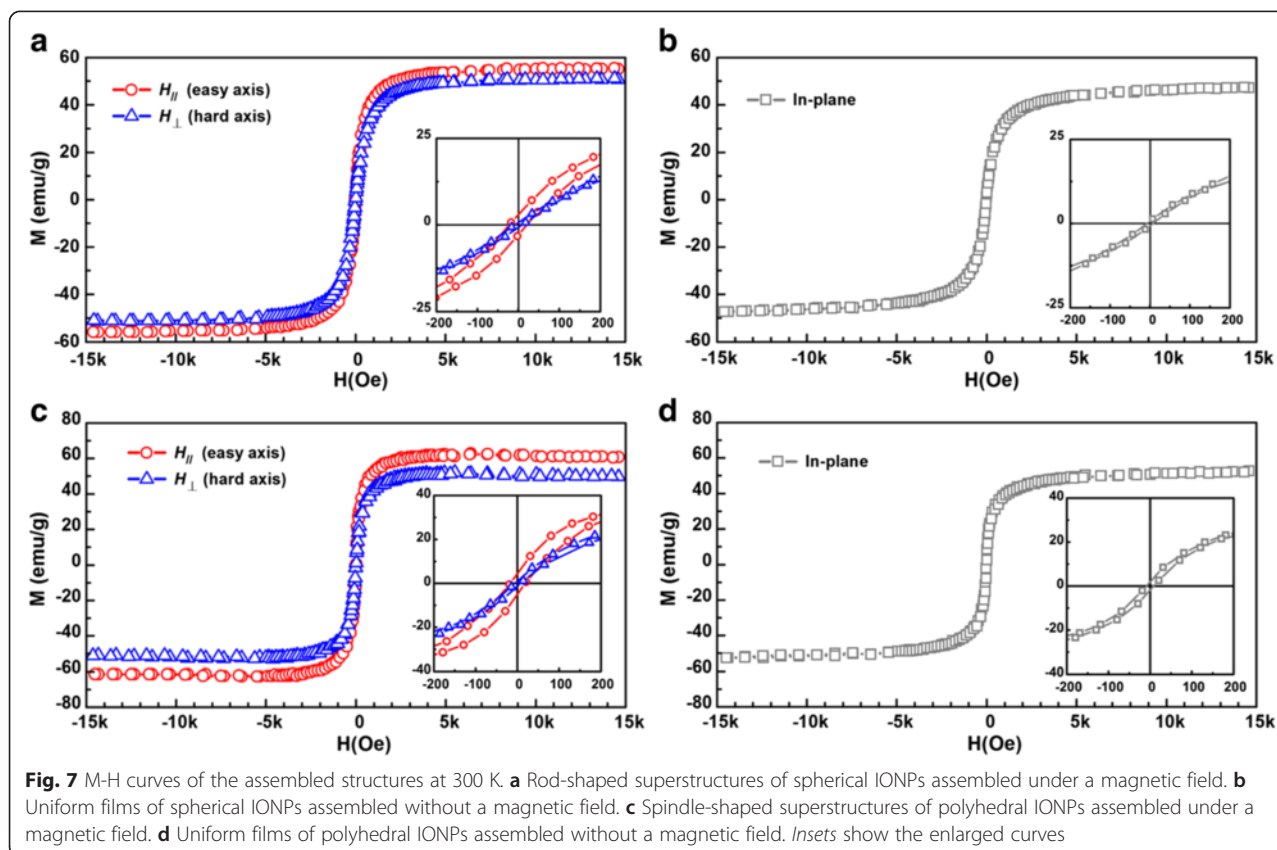 a
60
40
20
0
-20
-40
-60
M (emu/g)
H// (easy axis)
H⊥ (hard axis)
25
0
-25
-200 -100 0 100 200
-15k -10k -5k 0 5k 10k 15k
H(Oe)
b
60
40
20
0
-20
-40
-60
M (emu/g)
In-plane
25
0
-25
-200 -100 0 100 200
-15k -10k -5k 0 5k 10k 15k
H(Oe)
c
80
60
40
20
0
-20
-40
-60
-80
M (emu/g)
H// (easy axis)
H⊥ (hard axis)
40
20
0
-20
-40
-200 -100 0 100 200
-15k -10k -5k 0 5k 10k 15k
H(Oe)
d
80
60
40
20
0
-20
-40
-60
-80
M (emu/g)
In-plane
40
20
0
-20
-40
-200 -100 0 100 200
-15k -10k -5k 0 5k 10k 15k
H(Oe)
Fig. 7 M-H curves of the assembled structures at 300 K. a Rod-shaped superstructures of spherical IONPs assembled under a magnetic field. b
Uniform films of spherical IONPs assembled without a magnetic field. c Spindle-shaped superstructures of polyhedral IONPs assembled under a
magnetic field. d Uniform films of polyhedral IONPs assembled without a magnetic field. Insets show the enlarged curves